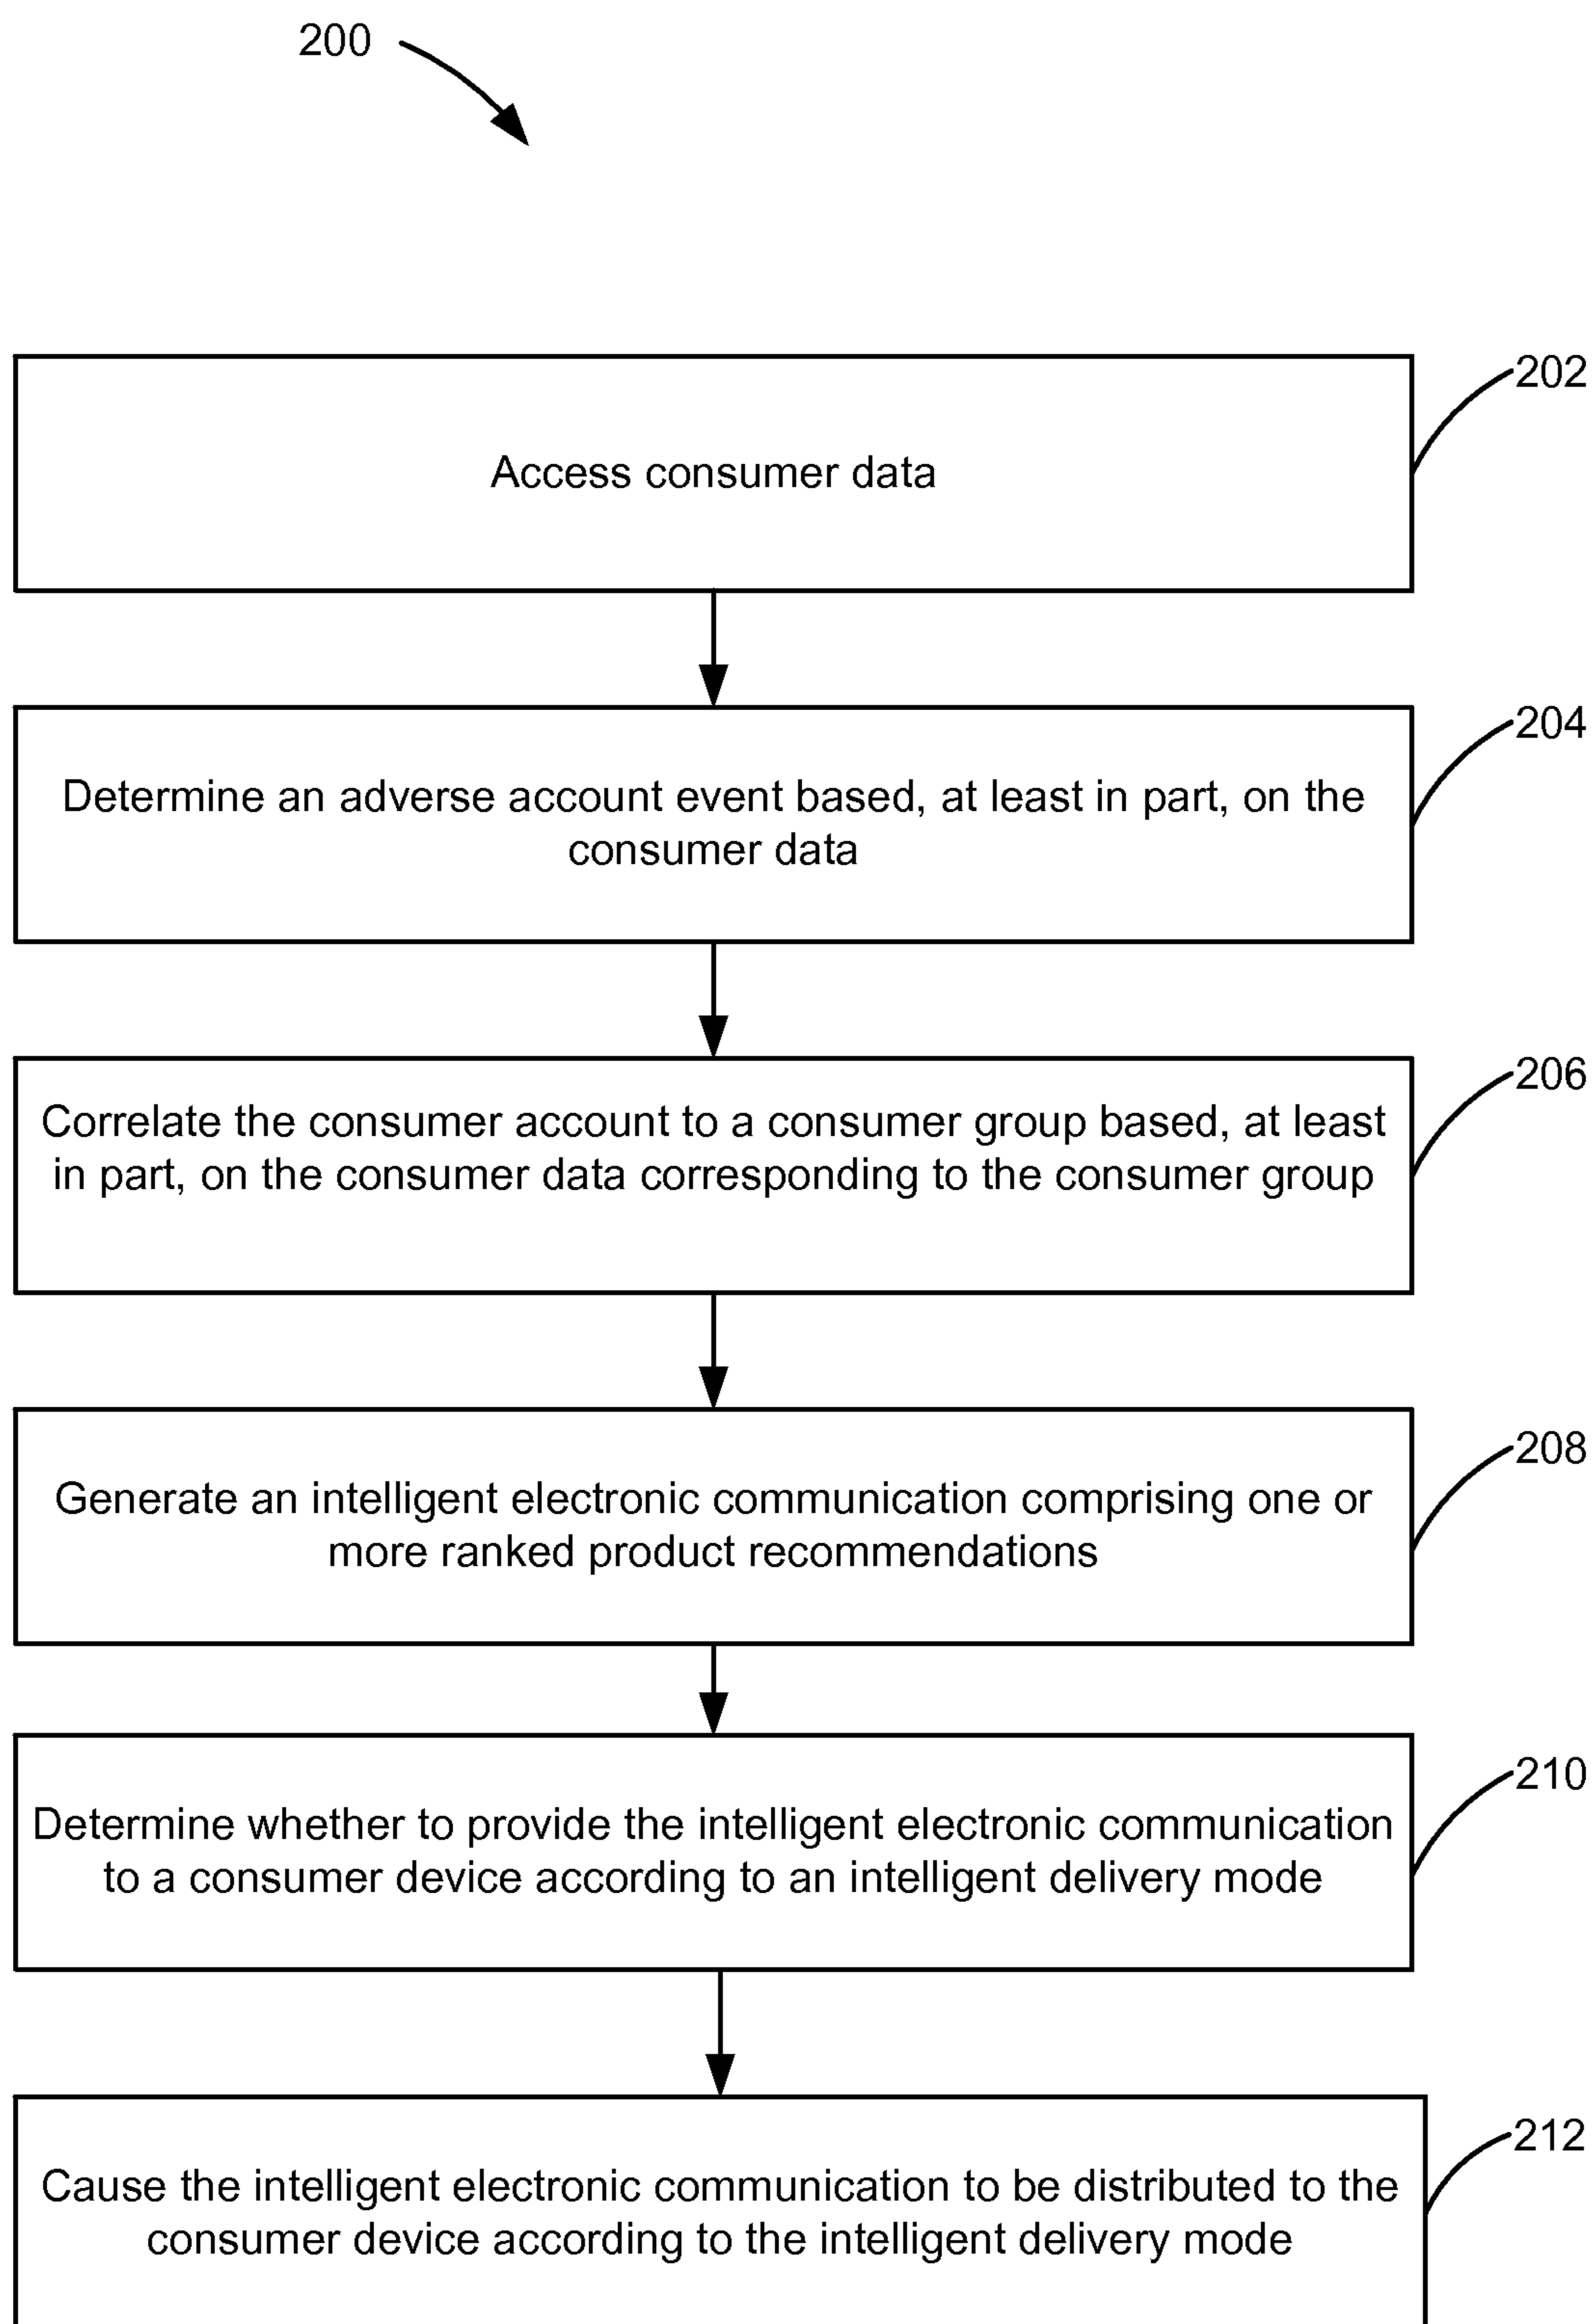 200
202
Access consumer data
204
Determine an adverse account event based, at least in part, on the
consumer data
206
Correlate the consumer account to a consumer group based, at least
in part, on the consumer data corresponding to the consumer group
208
Generate an intelligent electronic communication comprising one or
more ranked product recommendations
210
Determine whether to provide the intelligent electronic communication
to a consumer device according to an intelligent delivery mode
212
Cause the intelligent electronic communication to be distributed to the
consumer device according to the intelligent delivery mode